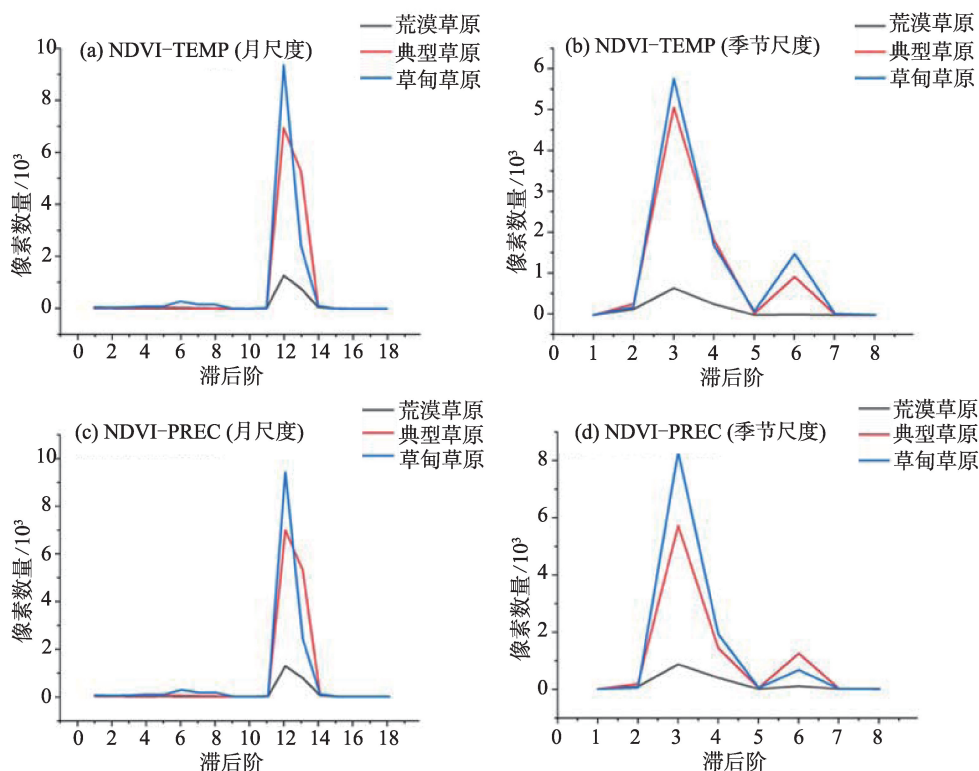 (a) NDVI-TEMP (月尺度)
荒漠草原
典型草原
草甸草原
像素数量/10³
10
8
6
4
2
0
0 2 4 6 8 10 12 14 16 18
滞后阶
(b) NDVI-TEMP (季节尺度)
荒漠草原
典型草原
草甸草原
像素数量/10³
6
5
4
3
2
1
0
0 1 2 3 4 5 6 7 8
滞后阶
(c) NDVI-PREC (月尺度)
荒漠草原
典型草原
草甸草原
像素数量/10³
10
8
6
4
2
0
0 2 4 6 8 10 12 14 16 18
滞后阶
(d) NDVI-PREC (季节尺度)
荒漠草原
典型草原
草甸草原
像素数量/10³
8
6
4
2
0
0 1 2 3 4 5 6 7 8
滞后阶